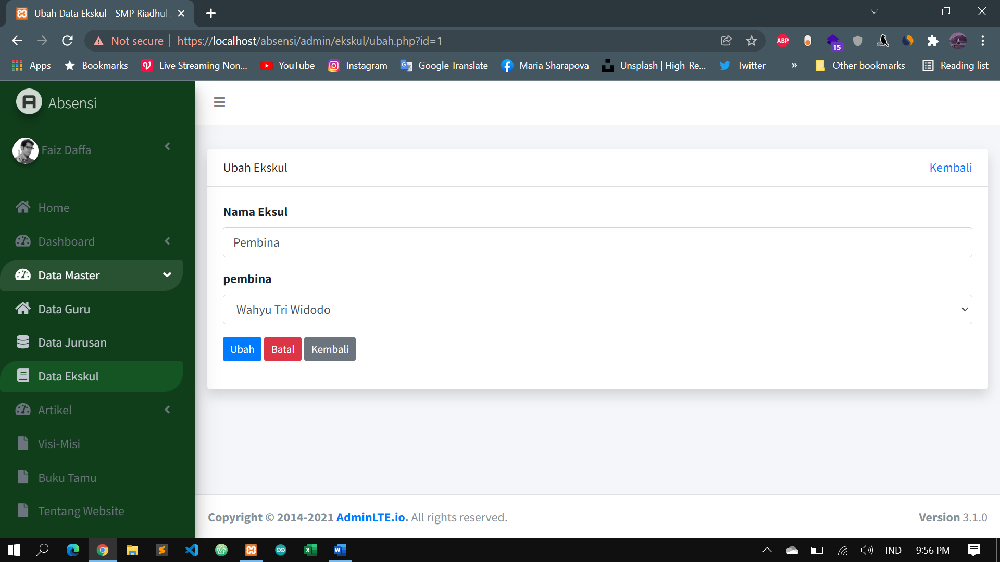 Ubah Data Ekskul - SMP Riadhul
Not secure https://localhost/absensi/admin/ekskul/ubah.php?id=1
ABP
15
Apps Bookmarks Live Streaming Non... YouTube Instagram Google Translate Maria Sharapova Unsplash | High-Re... Twitter » Other bookmarks Reading list
A Absensi
Faiz Daffa
Home
Dashboard
Data Master
Data Guru
Data Jurusan
Data Ekskul
Artikel
Visi-Misi
Buku Tamu
Tentang Website
Ubah Ekskul Kembali
Nama Eksul
Pembina
pembina
Wahyu Tri Widodo
Ubah Batal Kembali
Copyright © 2014-2021 AdminLTE.io. All rights reserved. Version 3.1.0
IND 9:56 PM